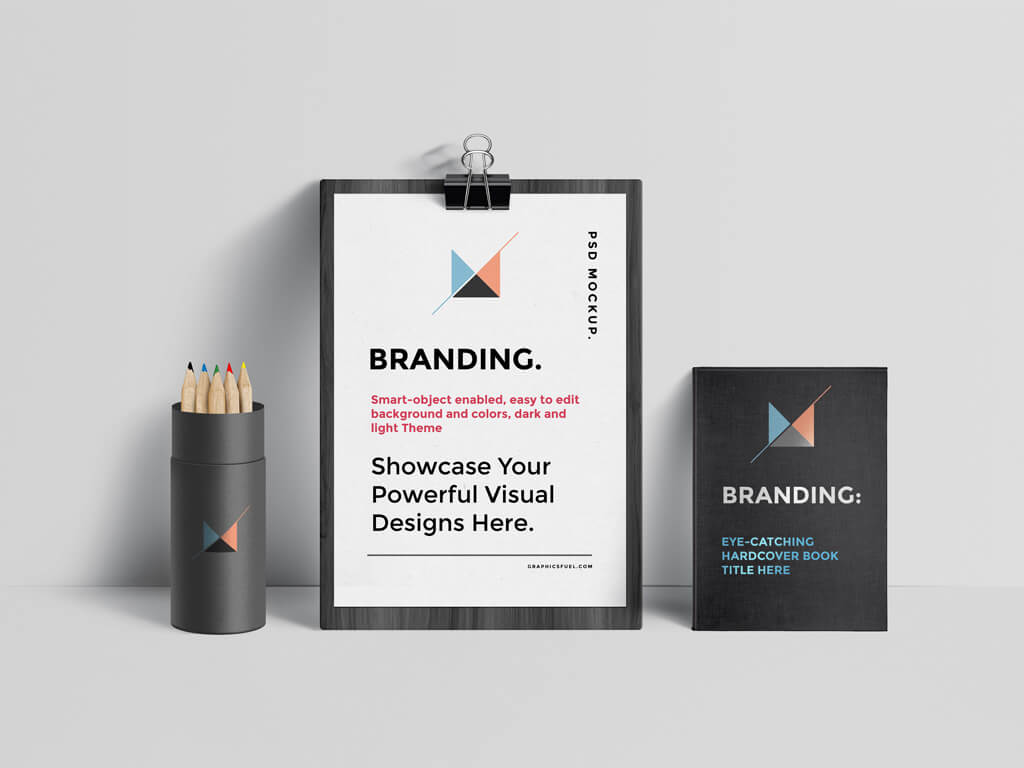 PSD MOCKUP.
BRANDING.
Smart-object enabled, easy to edit
background and colors, dark and
light Theme
Showcase Your
Powerful Visual
Designs Here.
GRAPHICSFUEL.COM
BRANDING:
EYE-CATCHING
HARDCOVER BOOK
TITLE HERE